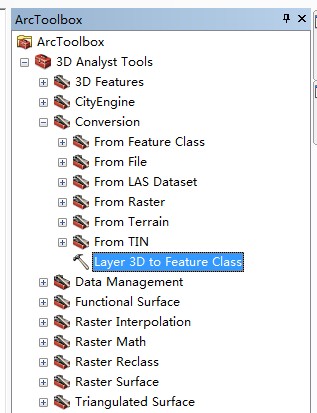 ArcToolbox
ArcToolbox
3D Analyst Tools
3D Features
CityEngine
Conversion
From Feature Class
From File
From LAS Dataset
From Raster
From Terrain
From TIN
Layer 3D to Feature Class
Data Management
Functional Surface
Raster Interpolation
Raster Math
Raster Reclass
Raster Surface
Triangulated Surface